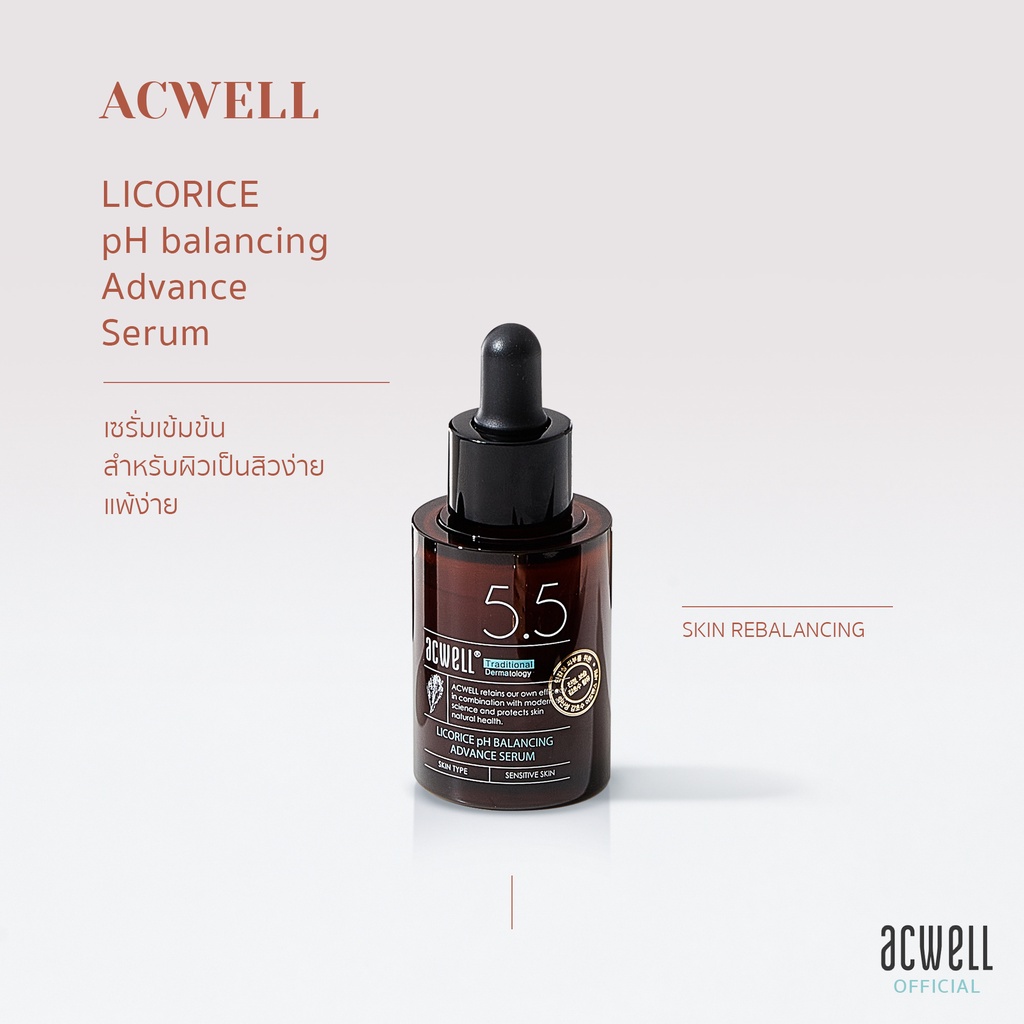 ACWELL
LICORICE
pH balancing
Advance
Serum
เซรั่มเข้มข้น
สำหรับผิวเป็นสิวง่าย
แพ้ง่าย
5.5
acwell®
Traditional
Dermatology
ACWELL retains our own
in combination with modern
science and protects skin
natural health.
LICORICE pH BALANCING
ADVANCE SERUM
SKIN TYPE
SENSITIVE SKIN
SKIN REBALANCING
acwell
OFFICIAL